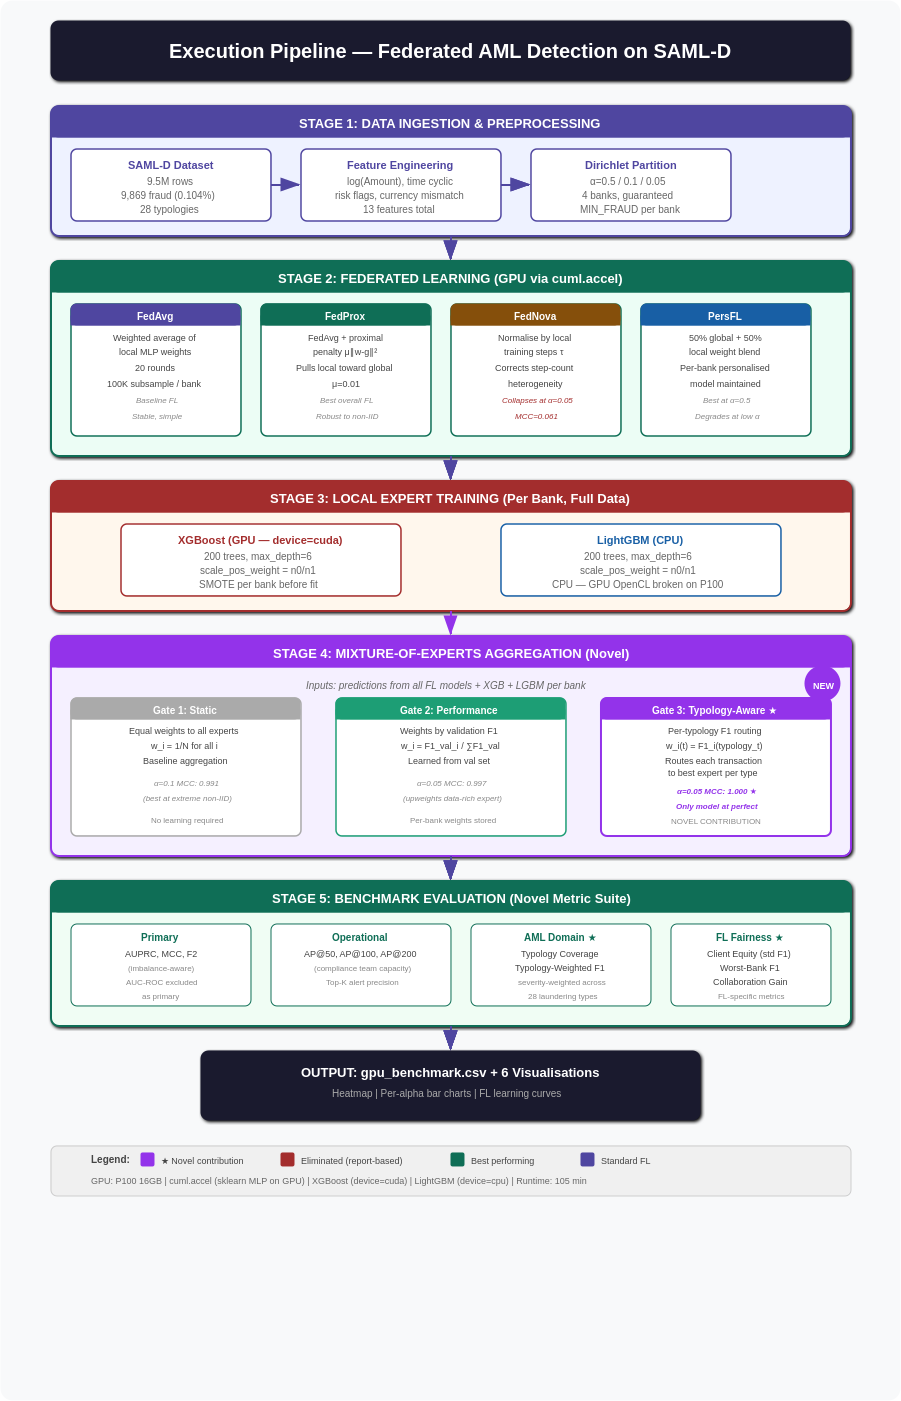 Execution Pipeline — Federated AML Detection on SAML-D
STAGE 1: DATA INGESTION & PREPROCESSING
SAML-D Dataset
9.5M rows
9,869 fraud (0.104%)
28 typologies
Feature Engineering
log(Amount), time cyclic
risk flags, currency mismatch
13 features total
Dirichlet Partition
α=0.5 / 0.1 / 0.05
4 banks, guaranteed
MIN_FRAUD per bank
STAGE 2: FEDERATED LEARNING (GPU via cuml.accel)
FedAvg
Weighted average of
local MLP weights
20 rounds
100K subsample / bank
Baseline FL
Stable, simple
FedProx
FedAvg + proximal
penalty μ‖w-g‖²
Pulls local toward global
μ=0.01
Best overall FL
Robust to non-IID
FedNova
Normalise by local
training steps τ
Corrects step-count
heterogeneity
Collapses at α=0.05
MCC=0.061
PersFL
50% global + 50%
local weight blend
Per-bank personalised
model maintained
Best at α=0.5
Degrades at low α
STAGE 3: LOCAL EXPERT TRAINING (Per Bank, Full Data)
XGBoost (GPU — device=cuda)
200 trees, max_depth=6
scale_pos_weight = n0/n1
SMOTE per bank before fit
LightGBM (CPU)
200 trees, max_depth=6
scale_pos_weight = n0/n1
CPU — GPU OpenCL broken on P100
STAGE 4: MIXTURE-OF-EXPERTS AGGREGATION (Novel)
Inputs: predictions from all FL models + XGB + LGBM per bank
NEW
Gate 1: Static
Equal weights to all experts
w_i = 1/N for all i
Baseline aggregation
α=0.1 MCC: 0.991
(best at extreme non-IID)
No learning required
Gate 2: Performance
Weights by validation F1
w_i = F1_val_i / ∑F1_val
Learned from val set
α=0.05 MCC: 0.997
(upweights data-rich expert)
Per-bank weights stored
Gate 3: Typology-Aware ★
Per-typology F1 routing
w_i(t) = F1_i(typology_t)
Routes each transaction
to best expert per type
α=0.05 MCC: 1.000 ★
Only model at perfect
NOVEL CONTRIBUTION
STAGE 5: BENCHMARK EVALUATION (Novel Metric Suite)
Primary
AUPRC, MCC, F2
(imbalance-aware)
AUC-ROC excluded
as primary
Operational
AP@50, AP@100, AP@200
(compliance team capacity)
Top-K alert precision
AML Domain ★
Typology Coverage
Typology-Weighted F1
severity-weighted across
28 laundering types
FL Fairness ★
Client Equity (std F1)
Worst-Bank F1
Collaboration Gain
FL-specific metrics
OUTPUT: gpu_benchmark.csv + 6 Visualisations
Heatmap | Per-alpha bar charts | FL learning curves
Legend: ★ Novel contribution Eliminated (report-based) Best performing Standard FL
GPU: P100 16GB | cuml.accel (sklearn MLP on GPU) | XGBoost (device=cuda) | LightGBM (device=cpu) | Runtime: 105 min